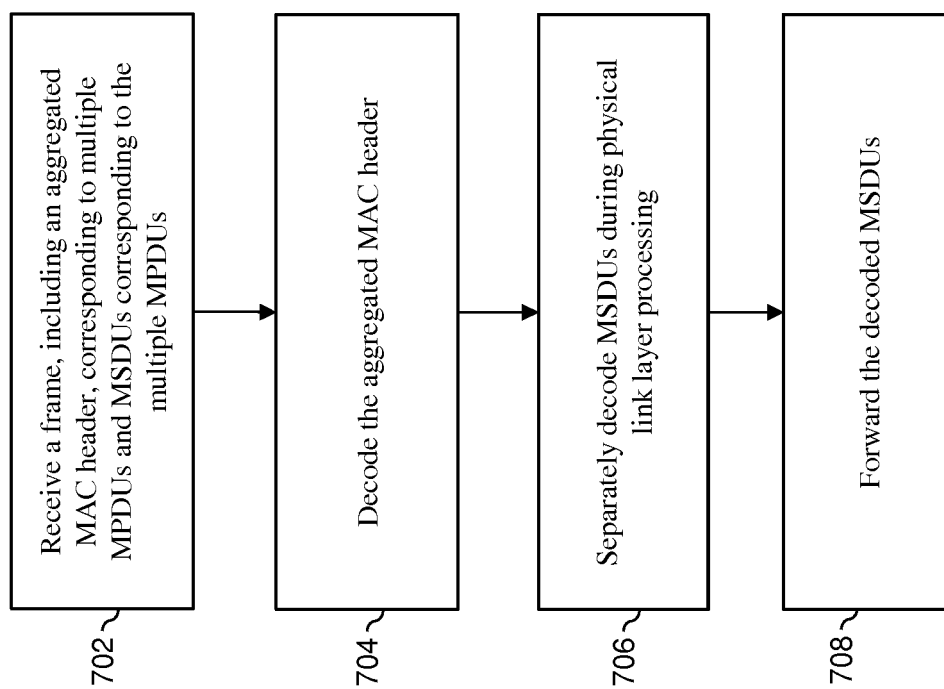 702
Receive a frame, including an aggregated
MAC header, corresponding to multiple
MPDUs and MSDUs corresponding to the
multiple MPDUs
704
Decode the aggregated MAC header
706
Separately decode MSDUs during physical
link layer processing
708
Forward the decoded MSDUs